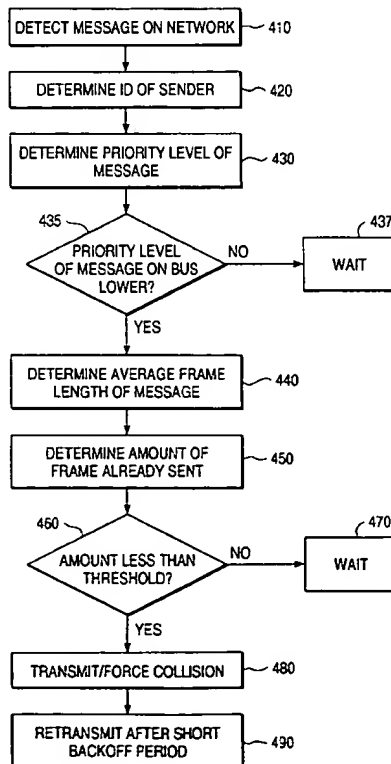 DETECT MESSAGE ON NETWORK
410
DETERMINE ID OF SENDER
420
DETERMINE PRIORITY LEVEL OF
MESSAGE
430
435
PRIORITY LEVEL
OF MESSAGE ON BUS
LOWER?
NO
437
WAIT
YES
DETERMINE AVERAGE FRAME
LENGTH OF MESSAGE
440
DETERMINE AMOUNT OF
FRAME ALREADY SENT
450
460
AMOUNT LESS THAN
THRESHOLD?
NO
470
WAIT
YES
TRANSMIT/FORCE COLLISION
480
RETRANSMIT AFTER SHORT
BACKOFF PERIOD
490